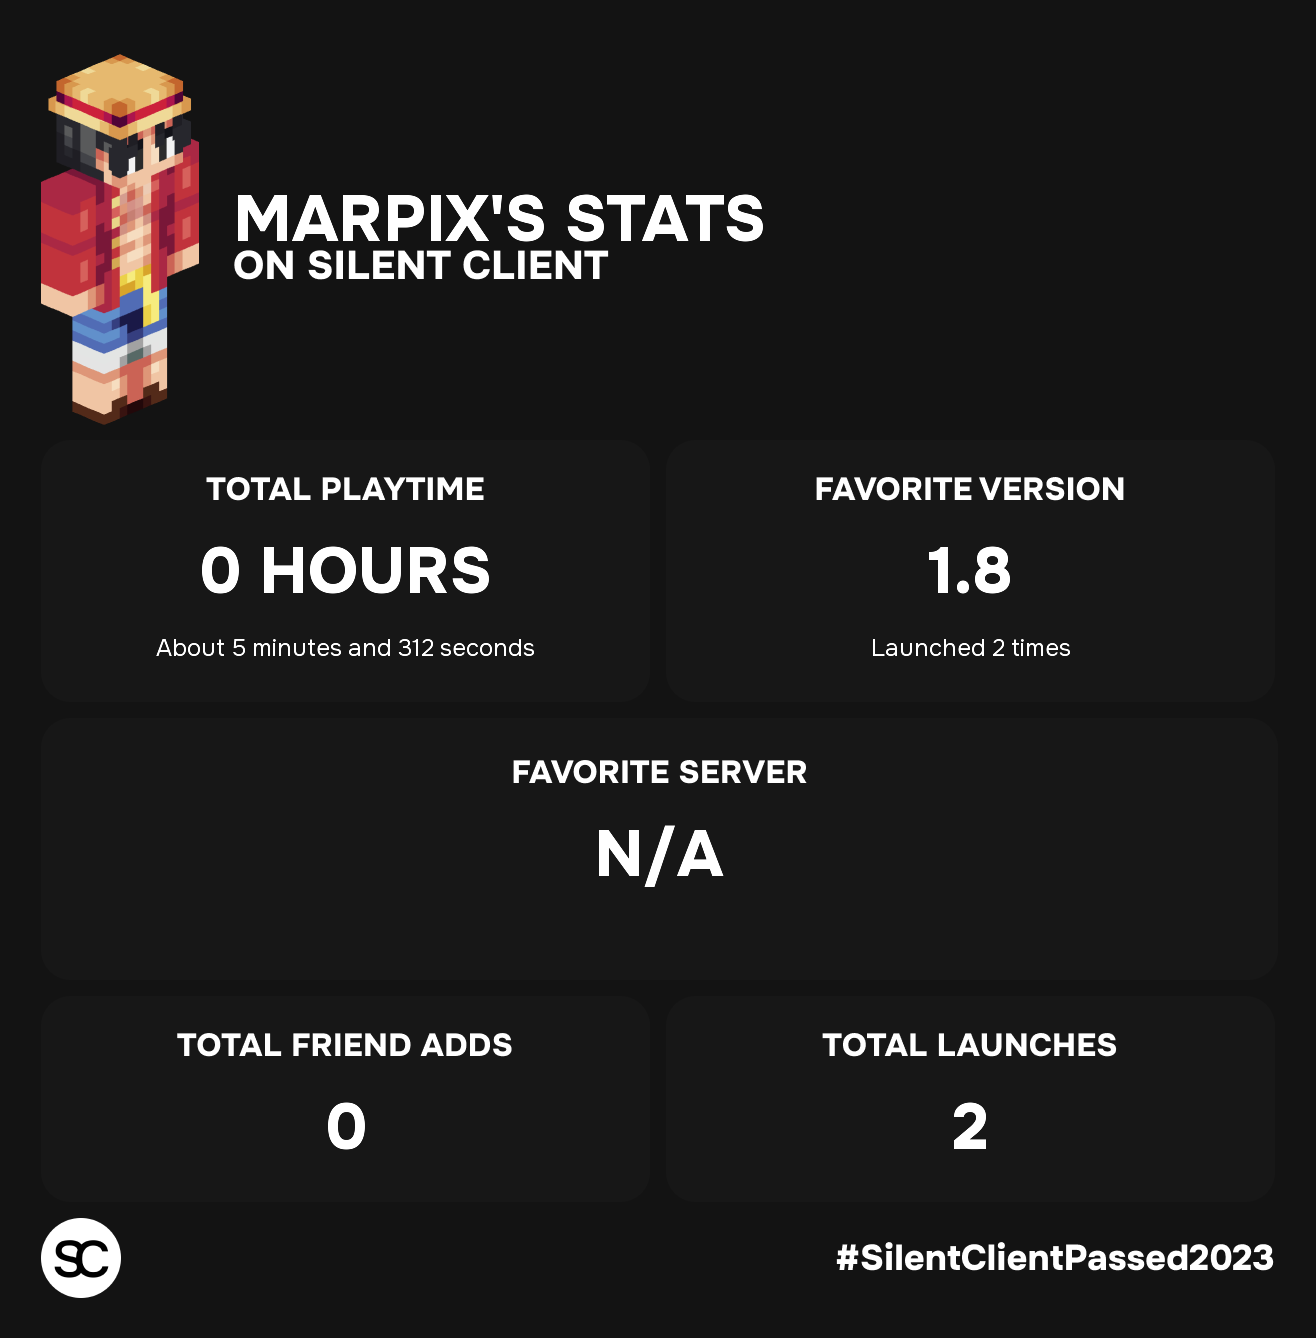 MARPIX'S STATS
ON SILENT CLIENT
TOTAL PLAYTIME
0 HOURS
About 5 minutes and 312 seconds
FAVORITE VERSION
1.8
Launched 2 times
FAVORITE SERVER
N/A
TOTAL FRIEND ADDS
0
TOTAL LAUNCHES
2
SC
#SilentClientPassed2023